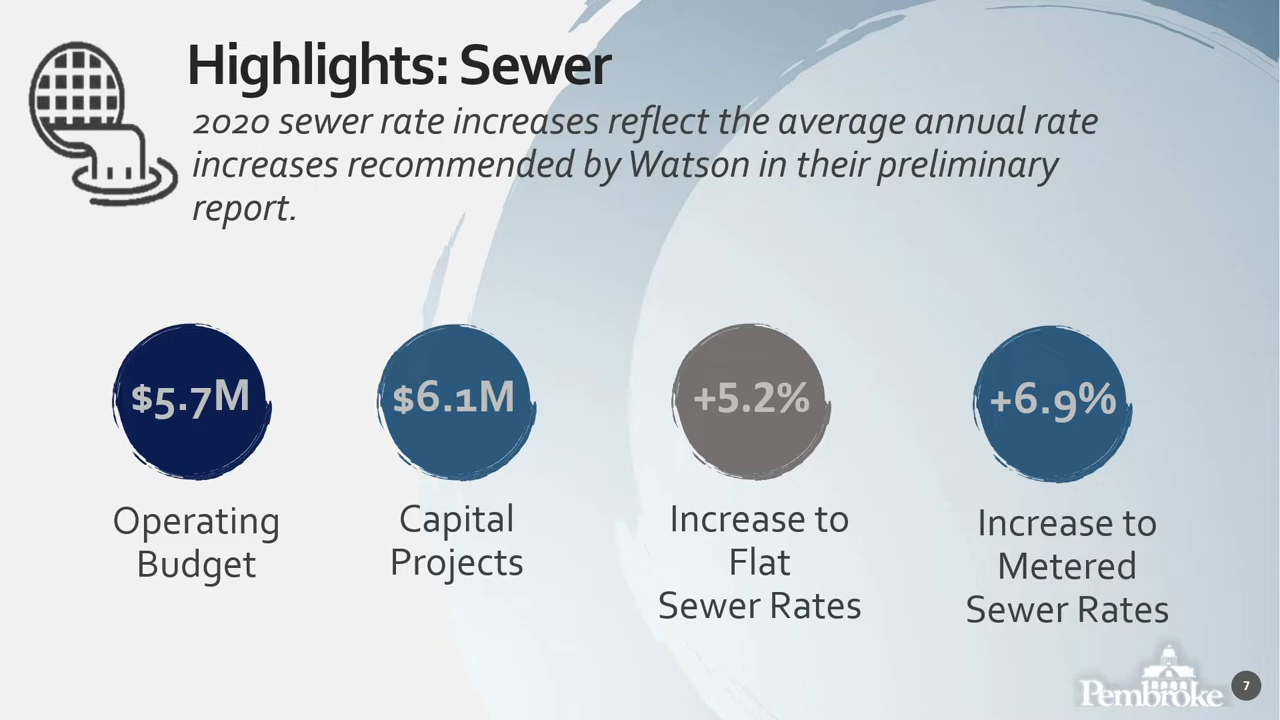 Highlights: Sewer
2020 sewer rate increases reflect the average annual rate
increases recommended by Watson in their preliminary
report.
$5.7M
$6.1M
+5.2%
+6.9%
Operating
Budget
Capital
Projects
Increase to
Flat
Sewer Rates
Increase to
Metered
Sewer Rates
Pembroke
7